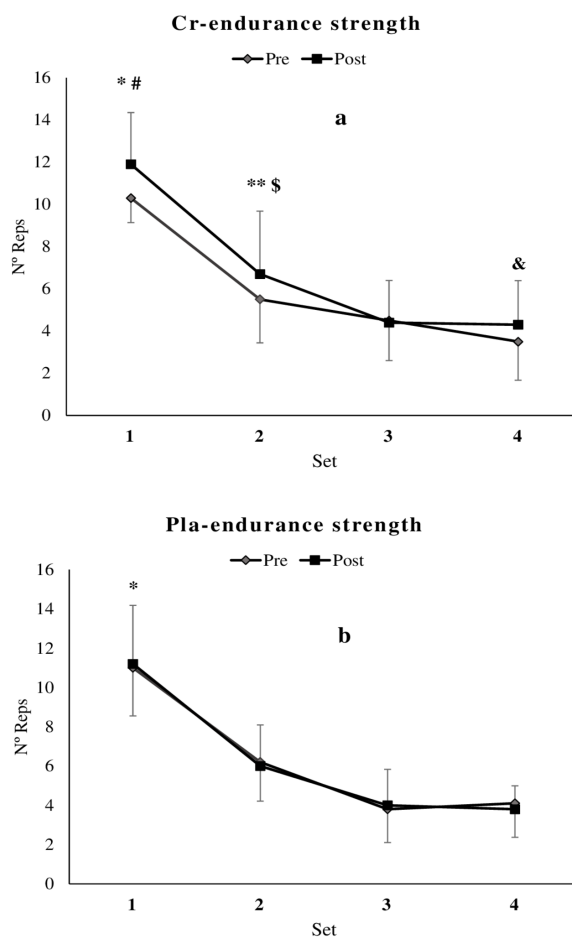 Cr-endurance strength
Pre Post
16
14
12
10
8
6
4
2
0
* #
** $
&
a
Nº Reps
1 2 3 4
Set
Pla-endurance strength
Pre Post
16
14
12
10
8
6
4
2
0
*
b
Nº Reps
1 2 3 4
Set